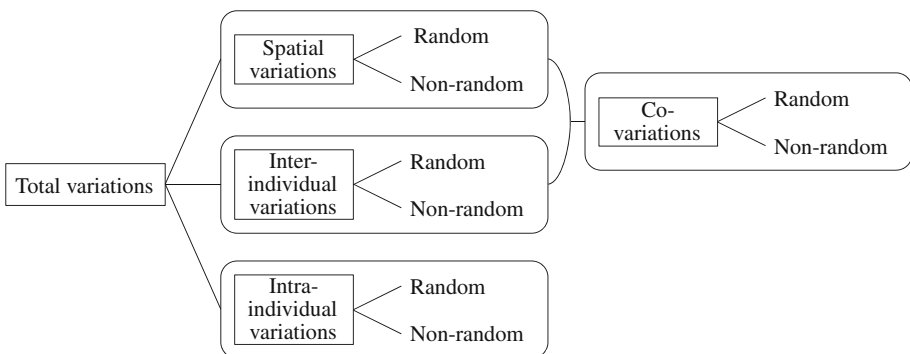 Total variations
Spatial
variations
Random
Non-random
Inter-
individual
variations
Random
Non-random
Intra-
individual
variations
Random
Non-random
Co-
variations
Random
Non-random